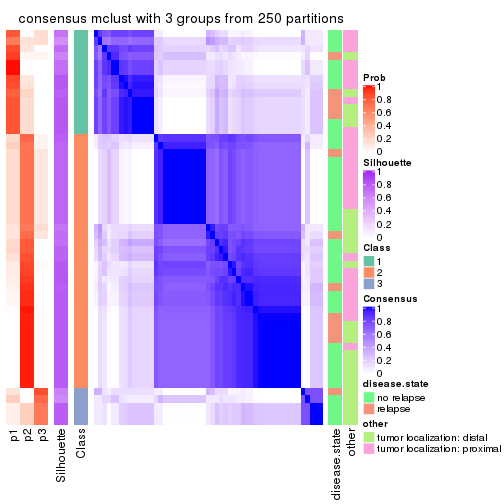 consensus mclust with 3 groups from 250 partitions
Prob
1
0.8
0.6
0.4
0.2
0
Silhouette
1
0.8
0.6
0.4
0.2
0
Class
1
2
3
Consensus
1
0.8
0.6
0.4
0.2
0
disease.state
no relapse
relapse
other
tumor localization: distal
tumor localization: proximal
p1
p2
p3
Silhouette
Class
disease.state
other